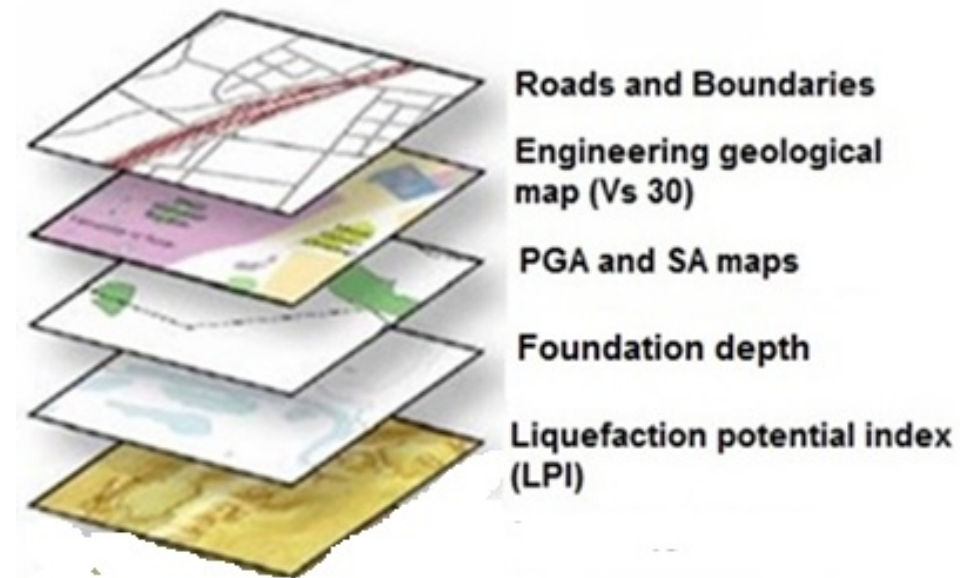 Roads and Boundaries
Engineering geological
map (Vs 30)
PGA and SA maps
Foundation depth
Liquefaction potential index
(LPI)